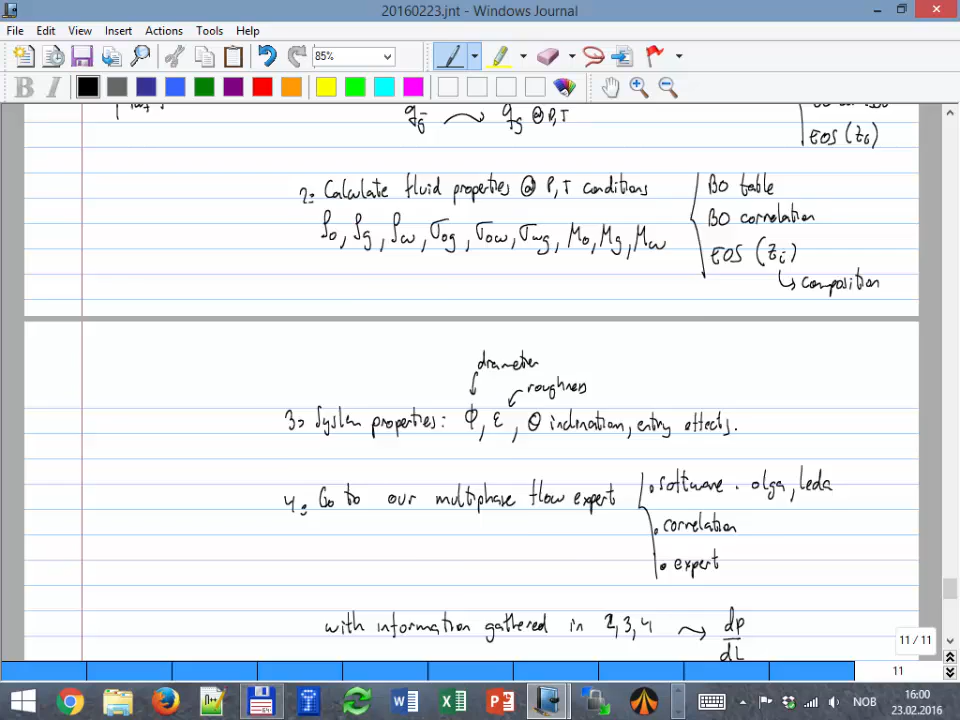 20160223.jnt - Windows Journal
File Edit View Insert Actions Tools Help
85%
B I
qḡ → qg @ P,T
EOS (Zi)
2= Calculate fluid properties @ P, T conditions
ρo, ρg, ρw, σog, σow, σwg, μo, μg, μw
BO table
BO correlation
EOS (Zi)
↳ composition
diameter
roughness
3= System properties: Φ, ε, θ inclination, entry effects.
4= Go to our multiphase flow expert
• software . olga, leda
• correlation
• expert
with information gathered in 2,3,4 → dp
dL
11 / 11
11
NOB
16:00
23.02.2016